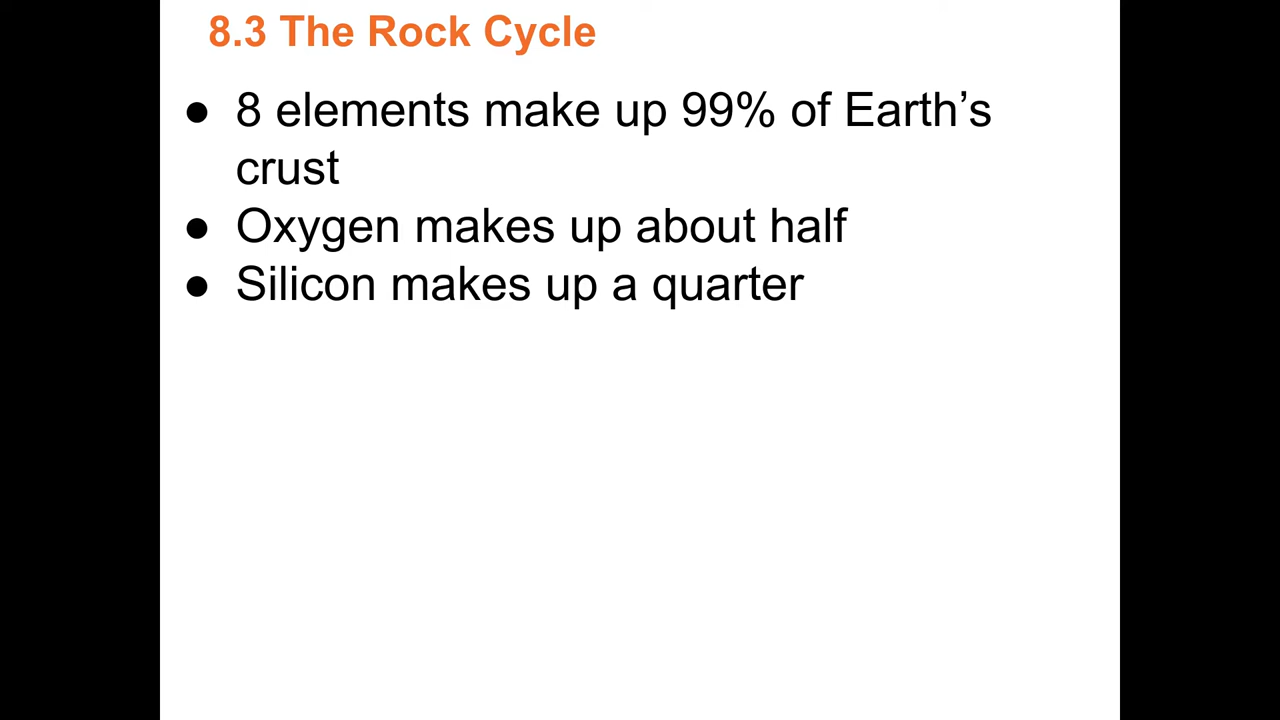 8.3 The Rock Cycle
● 8 elements make up 99% of Earth’s
crust
● Oxygen makes up about half
● Silicon makes up a quarter